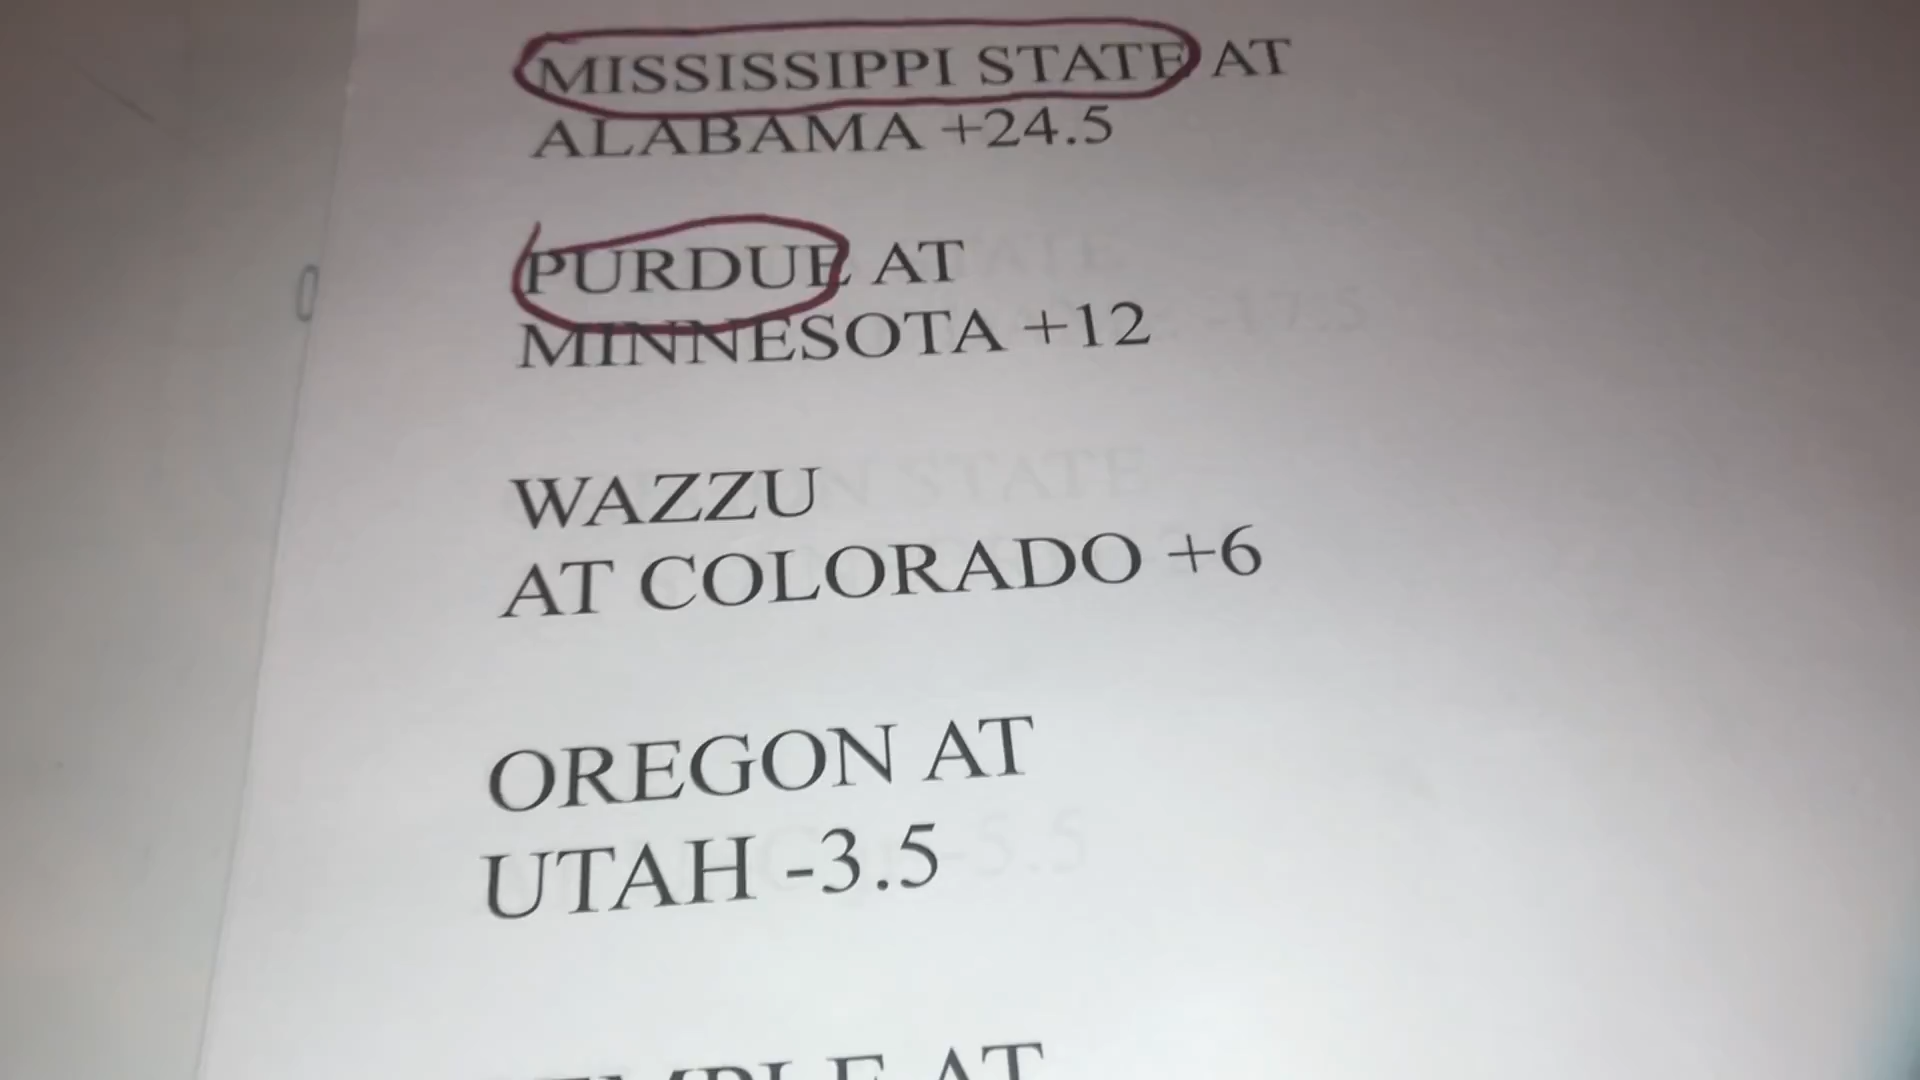 MISSISSIPPI STATE AT
ALABAMA +24.5
PURDUE AT
MINNESOTA +12
WAZZU
AT COLORADO +6
OREGON AT
UTAH -3.5
AT